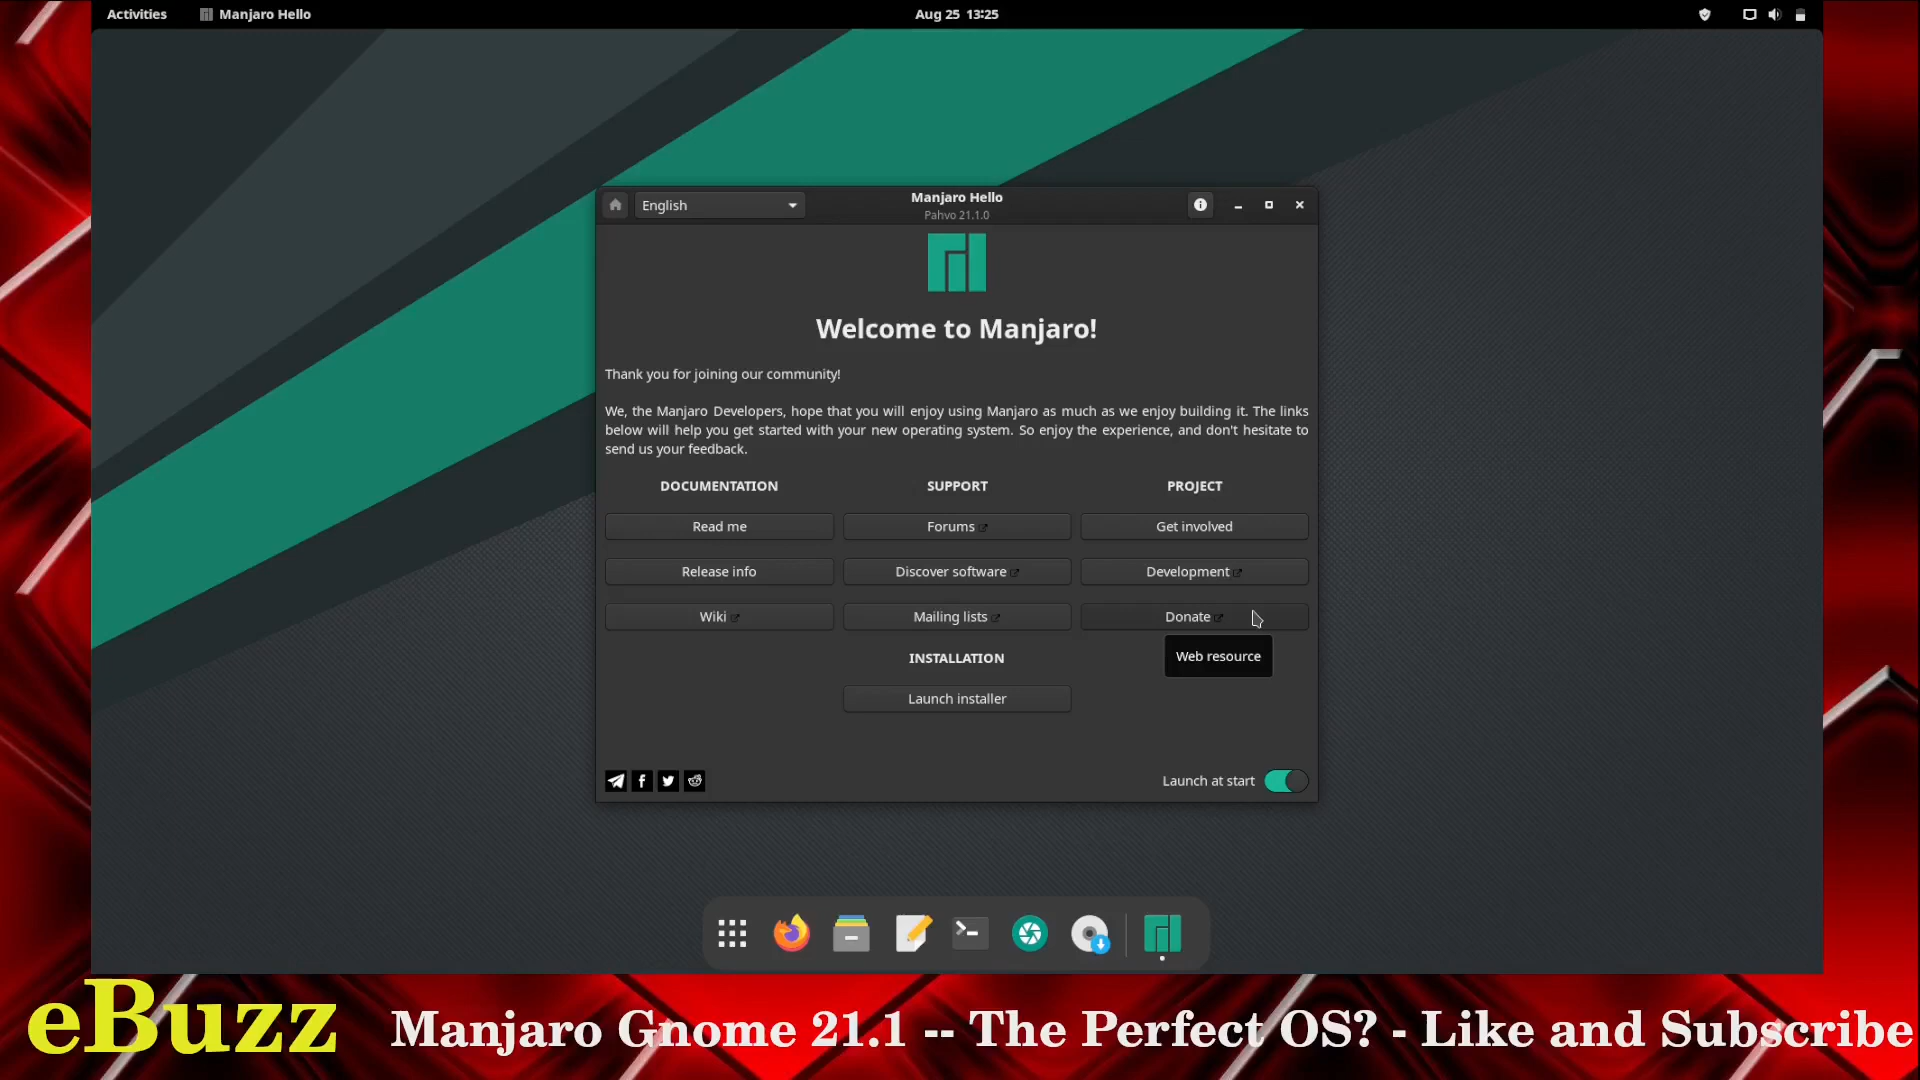 Activities Manjaro Hello Aug 25 13:25
English
Manjaro Hello
Pahvo 21.1.0
Welcome to Manjaro!
Thank you for joining our community!
We, the Manjaro Developers, hope that you will enjoy using Manjaro as much as we enjoy building it. The links
below will help you get started with your new operating system. So enjoy the experience, and don't hesitate to
send us your feedback.
DOCUMENTATION SUPPORT PROJECT
Read me Forums Get involved
Release info Discover software Development
Wiki Mailing lists Donate
Web resource
INSTALLATION
Launch installer
Launch at start
eBuzz Manjaro Gnome 21.1 -- The Perfect OS? - Like and Subscribe